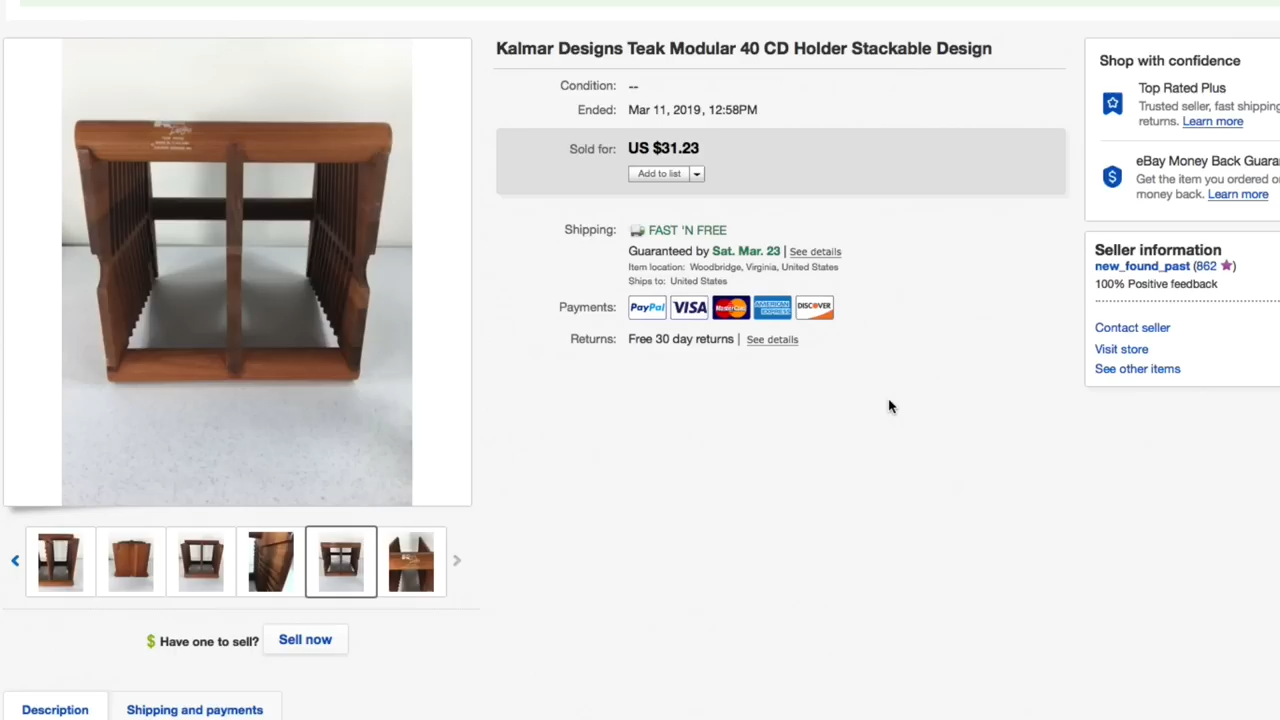 Kalmar Designs Teak Modular 40 CD Holder Stackable Design
Condition: --
Ended: Mar 11, 2019, 12:58PM
Sold for: US $31.23
Add to list
Shipping: FAST 'N FREE
Guaranteed by Sat. Mar. 23 | See details
Item location: Woodbridge, Virginia, United States
Ships to: United States
Payments: PayPal VISA MasterCard AMERICAN EXPRESS DISCOVER
Returns: Free 30 day returns | See details
Shop with confidence
Top Rated Plus
Trusted seller, fast shipping
returns. Learn more
eBay Money Back Guara
Get the item you ordered o
money back. Learn more
Seller information
new_found_past (862 ★)
100% Positive feedback
Contact seller
Visit store
See other items
$ Have one to sell? Sell now
Description
Shipping and payments